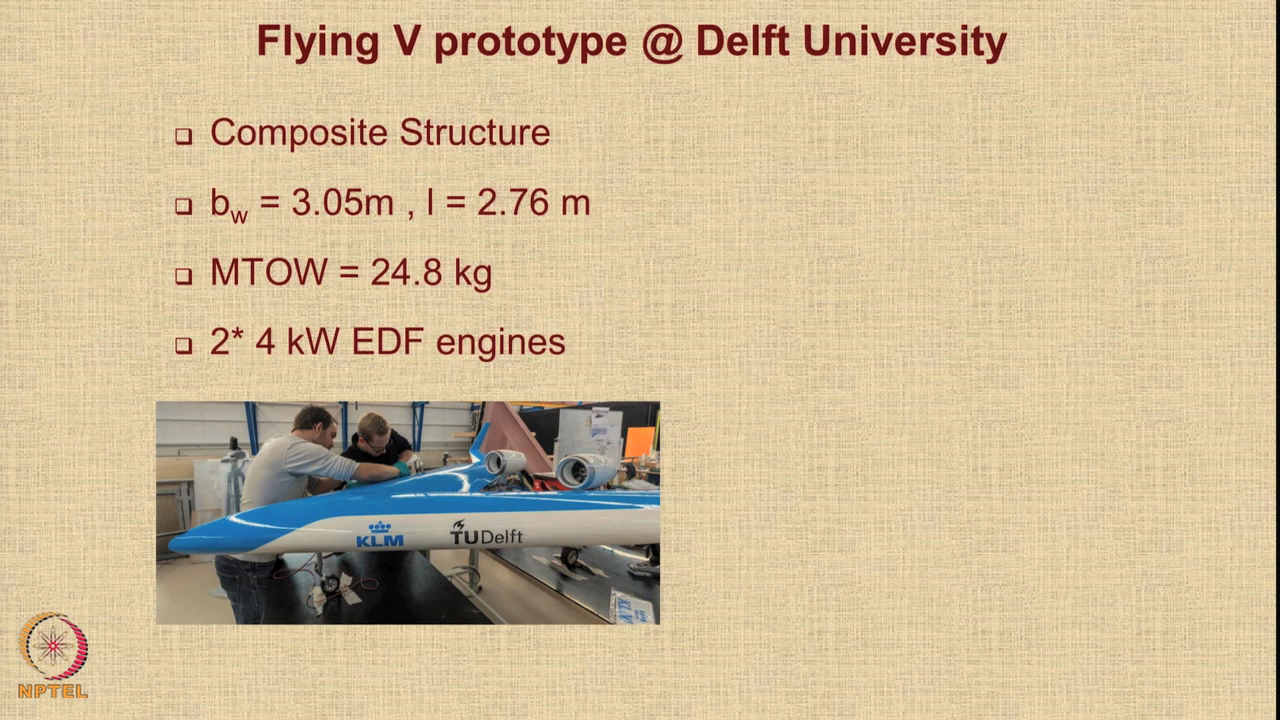 Flying V prototype @ Delft University
❑ Composite Structure
❑ b_w = 3.05m , l = 2.76 m
❑ MTOW = 24.8 kg
❑ 2* 4 kW EDF engines
KLM
TUDelft
NPTEL